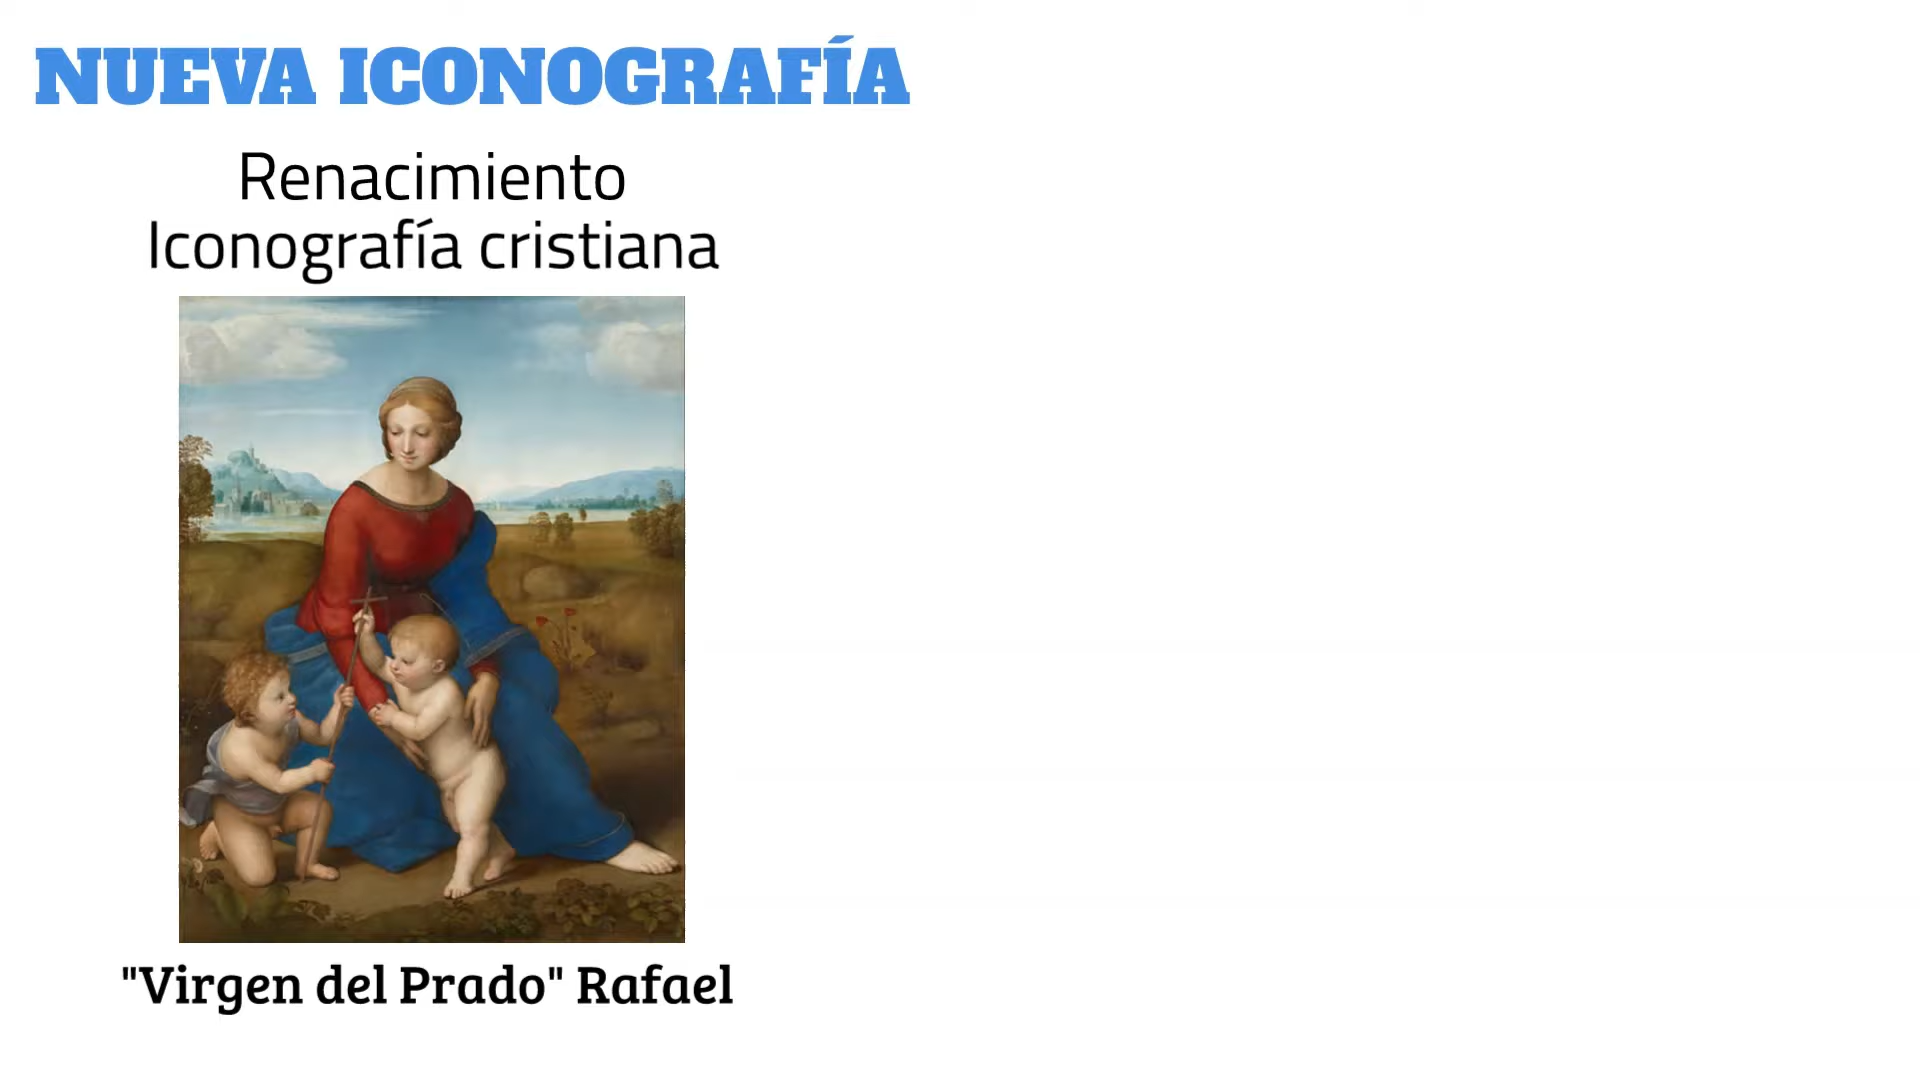 NUEVA ICONOGRAFÍA
Renacimiento
Iconografía cristiana
"Virgen del Prado" Rafael